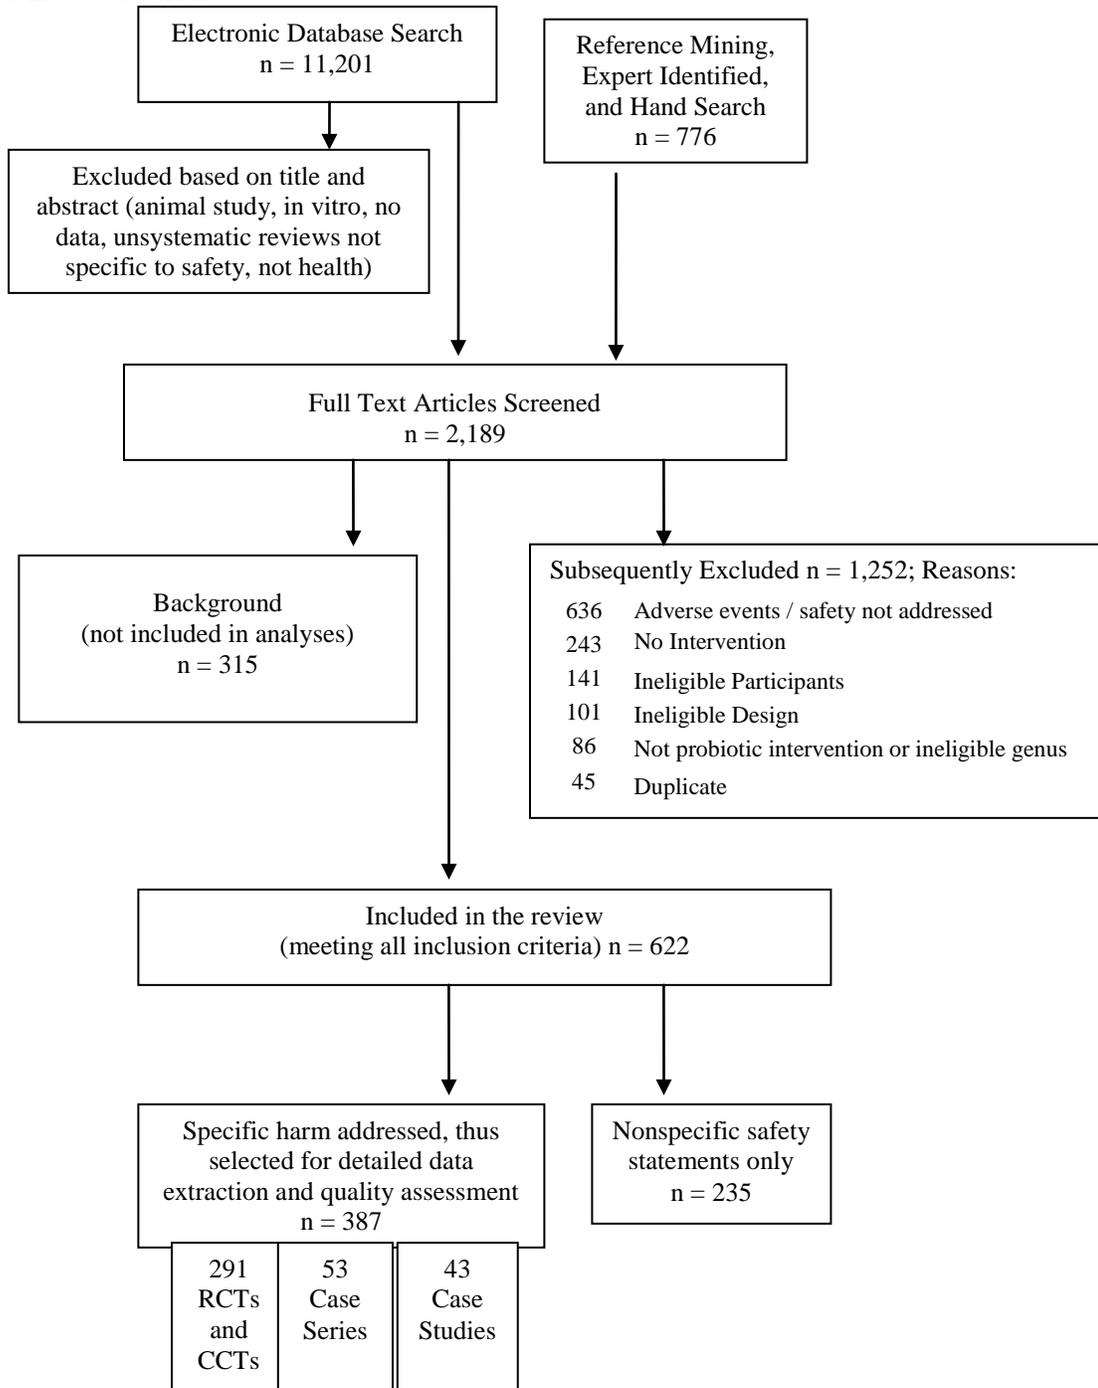 Electronic Database Search
n = 11,201
Reference Mining,
Expert Identified,
and Hand Search
n = 776
Excluded based on title and
abstract (animal study, in vitro, no
data, unsystematic reviews not
specific to safety, not health)
Full Text Articles Screened
n = 2,189
Background
(not included in analyses)
n = 315
Subsequently Excluded n = 1,252; Reasons:
636 Adverse events / safety not addressed
243 No Intervention
141 Ineligible Participants
101 Ineligible Design
86 Not probiotic intervention or ineligible genus
45 Duplicate
Included in the review
(meeting all inclusion criteria) n = 622
Specific harm addressed, thus
selected for detailed data
extraction and quality assessment
n = 387
Nonspecific safety
statements only
n = 235
291
RCTs
and
CCTs
53
Case
Series
43
Case
Studies